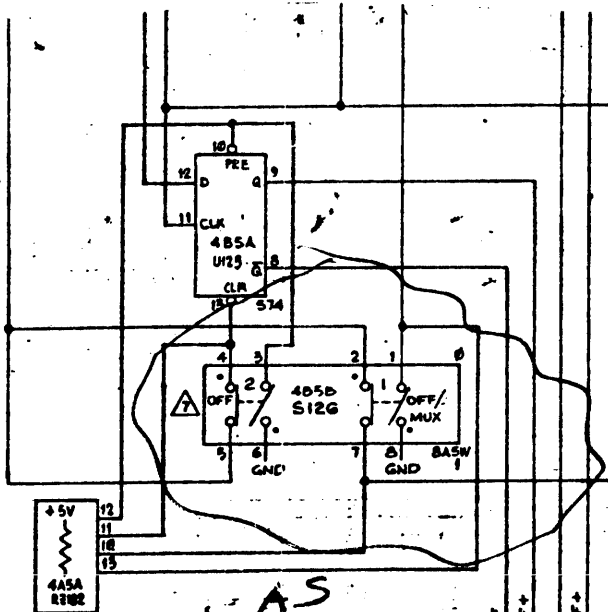 10
PRE
12 D Q 9
11 CLK
4B5A
U129
Q 8
CLR
13 S74
4 3 2 1 Ø
7 OFF 2 4B5B 1 OFF/
S126 MUX
5 6 7 8 8A5W
GND GND 1
+5V 12
11
10
13
4A5A
AS
+
+